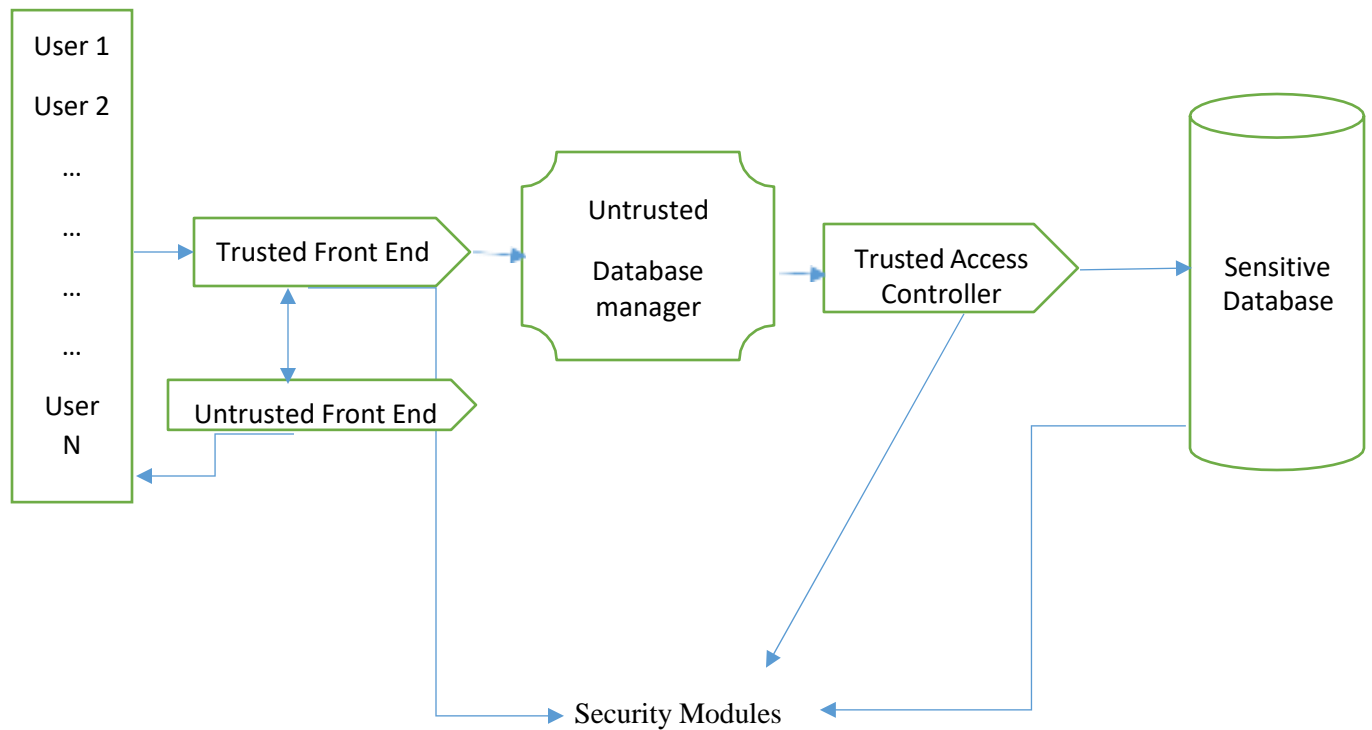 User 1
User 2
...
...
...
...
User
N
Trusted Front End
Untrusted Front End
Untrusted
Database
manager
Trusted Access
Controller
Sensitive
Database
Security Modules